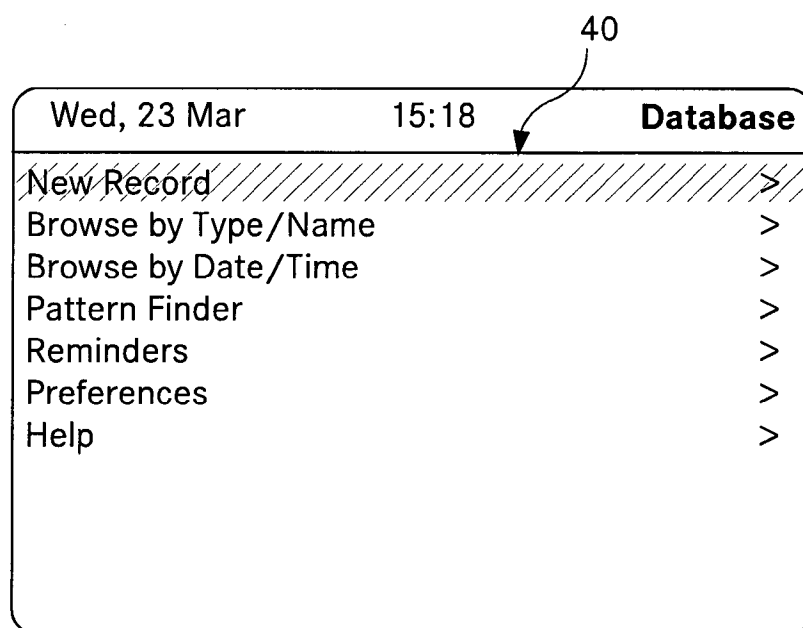 40
Wed, 23 Mar 15:18 Database
New Record >
Browse by Type/Name >
Browse by Date/Time >
Pattern Finder >
Reminders >
Preferences >
Help >